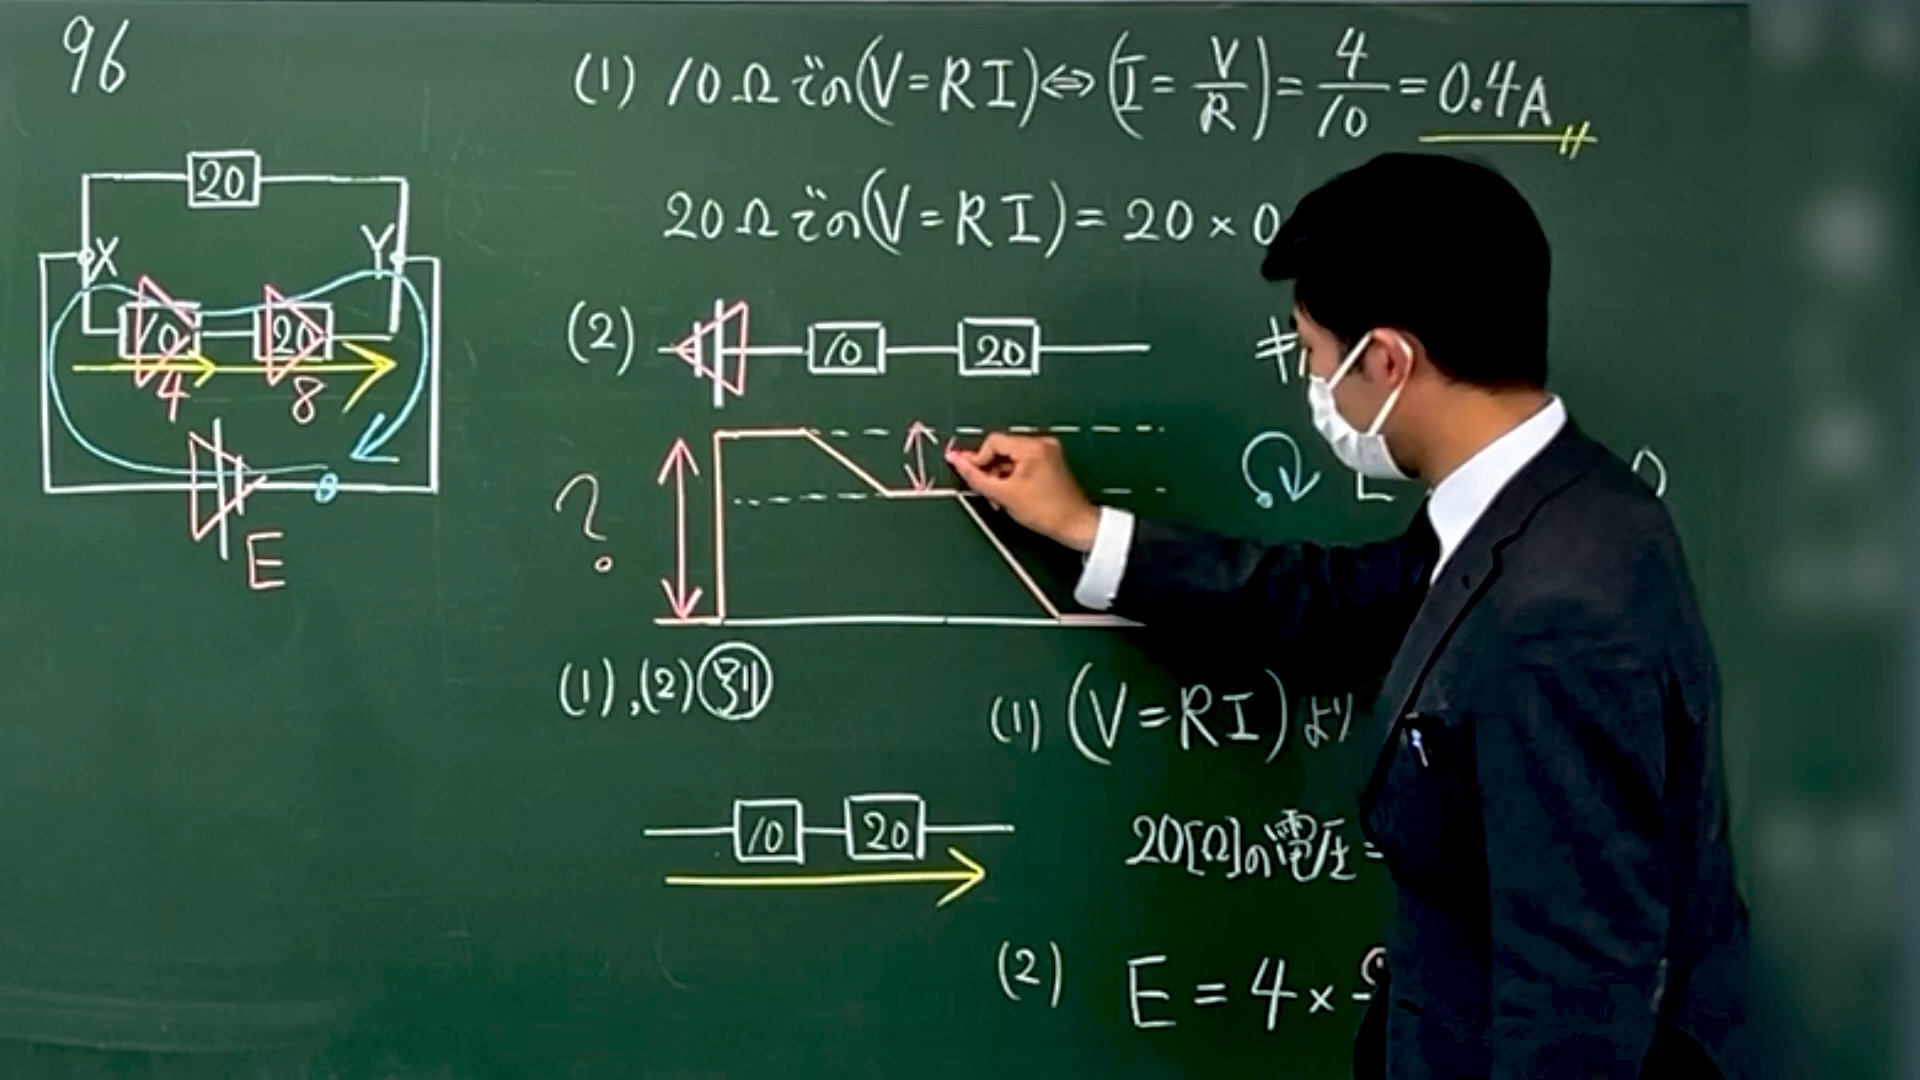 96
(1) 10Ωでの(V=RI)⇔(I=V/R)=4/10=0.4A
20Ωでの(V=RI)=20×0
20
X
Y
10
20
4
8
E
(2)
10
20
?
(1),(2)別
10
20
(1) (V=RI)より
20[Ω]の電圧=
(2) E=4×